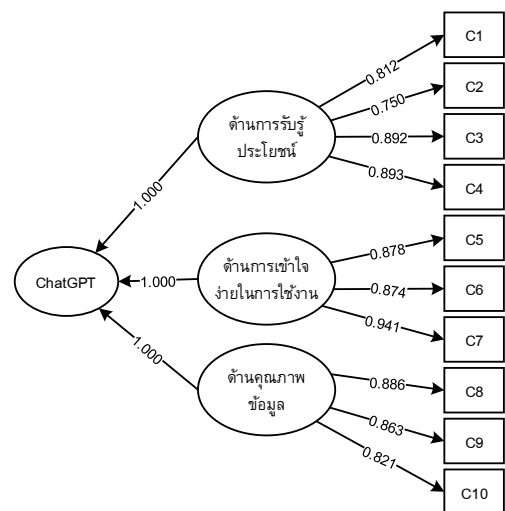 C1
0.812
C2
0.750
ด้านการรับรู้
ประโยชน์
0.892
C3
0.893
C4
1.000
C5
0.878
ด้านการเข้าใจ
ง่ายในการใช้งาน
ChatGPT
1.000
0.874
C6
0.941
C7
1.000
ด้านคุณภาพ
ข้อมูล
0.886
C8
0.863
C9
0.821
C10